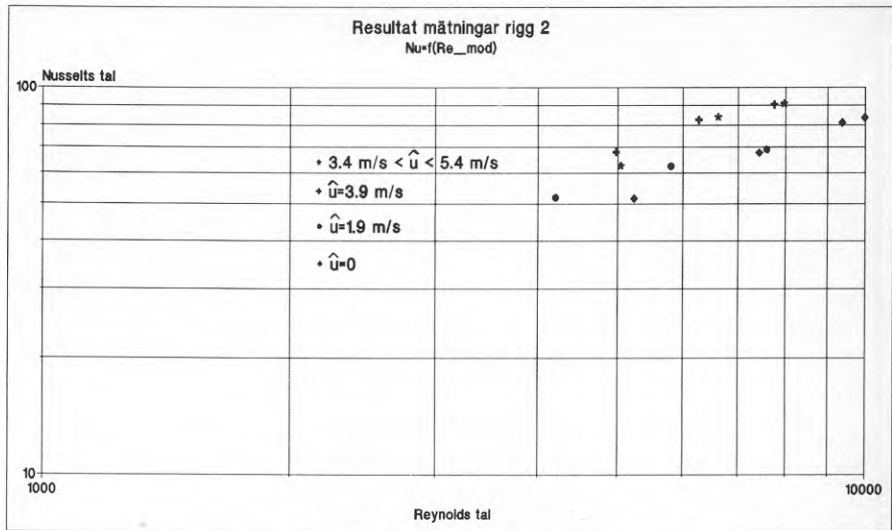 Resultat mätningar rigg 2
Nu=f(Re_mod)
Nusselts tal
100
* 3.4 m/s < û < 5.4 m/s
+ û=3.9 m/s
• û=1.9 m/s
♦ û=0
10
1000
10000
Reynolds tal